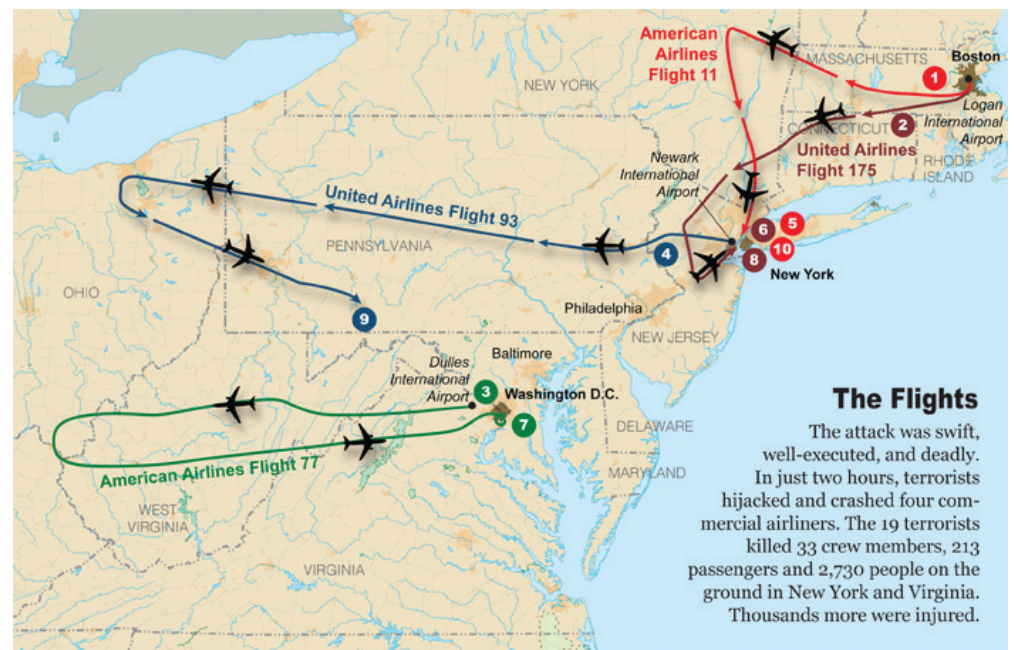 American
Airlines
Flight 11
MASSACHUSETTS
Boston
1
NEW YORK
Logan
International
Airport
CONNECTICUT
2
United Airlines
Flight 175
RHODE
ISLAND
Newark
International
Airport
United Airlines Flight 93
PENNSYLVANIA
4
6
5
8
10
New York
OHIO
9
Philadelphia
NEW JERSEY
Dulles
International
Airport
Baltimore
3
Washington D.C.
7
American Airlines Flight 77
DELAWARE
MARYLAND
WEST
VIRGINIA
VIRGINIA
The Flights
The attack was swift,
well-executed, and deadly.
In just two hours, terrorists
hijacked and crashed four com-
mercial airliners. The 19 terrorists
killed 33 crew members, 213
passengers and 2,730 people on the
ground in New York and Virginia.
Thousands more were injured.